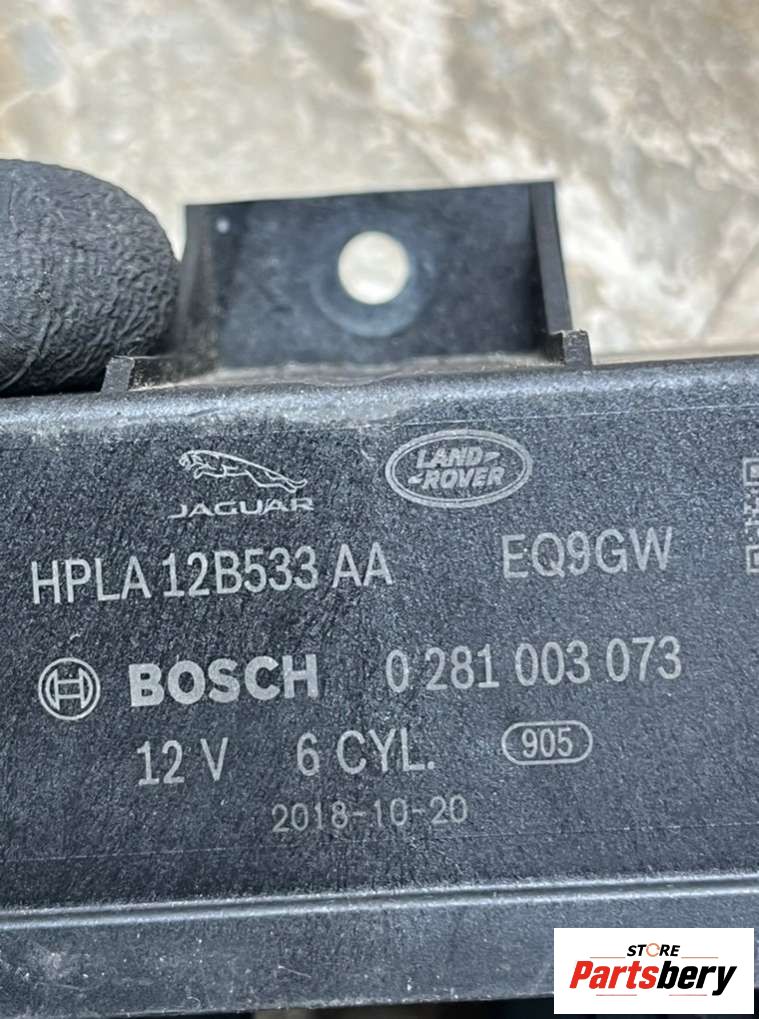 JAGUAR LAND ROVER
HPLA 12B533 AA EQ9GW
H BOSCH 0 281 003 073
12 V 6 CYL. 905
2018-10-20
STORE
Partsbery